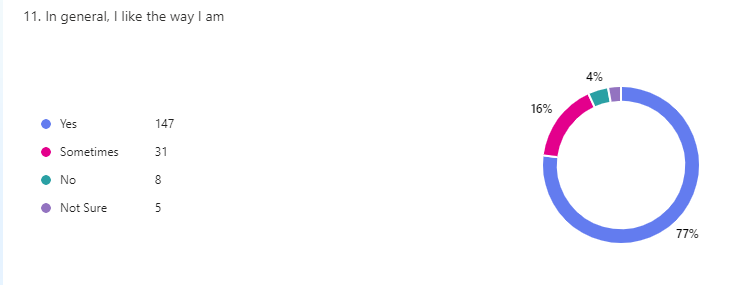 11. In general, I like the way I am
4%
16%
Yes 147
Sometimes 31
No 8
Not Sure 5
77%